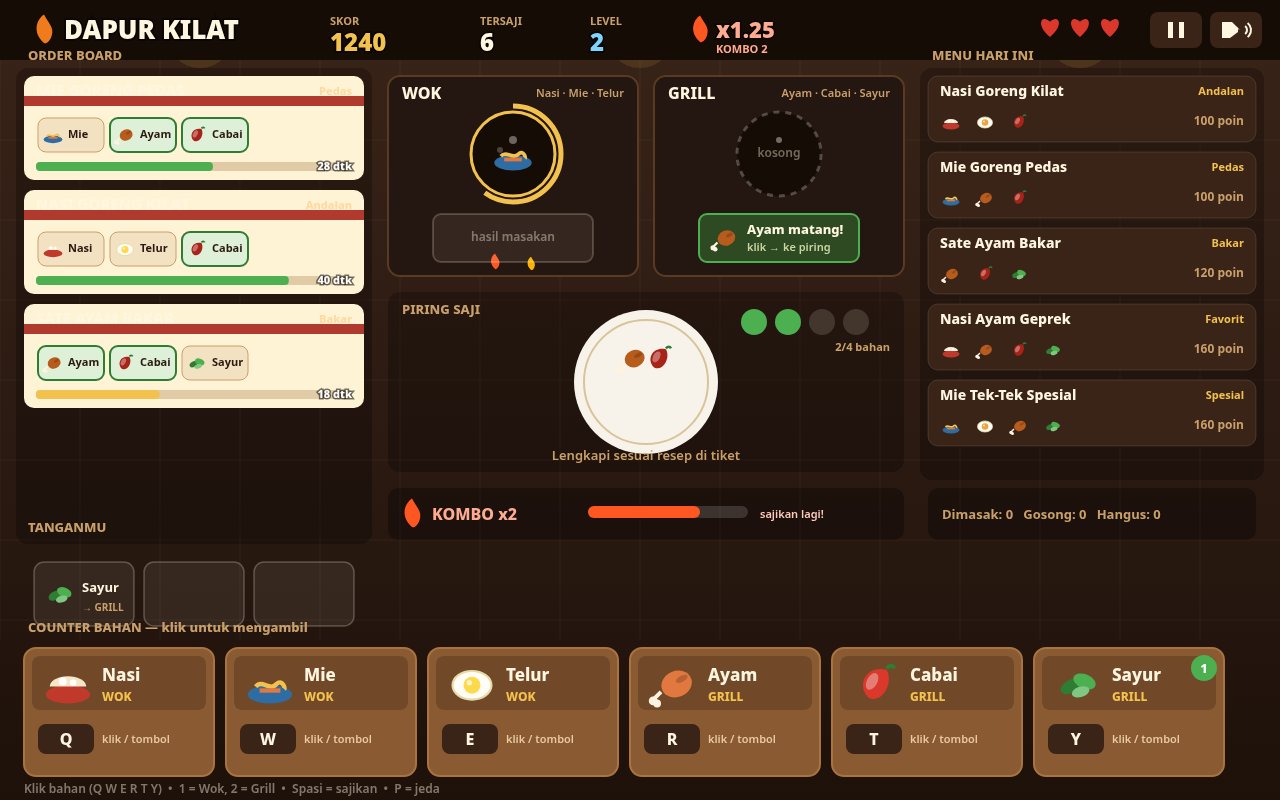 DAPUR KILAT
SKOR
1240
TERSAJI
6
LEVEL
2
x1.25
KOMBO 2
ORDER BOARD
Pedas
Mie
Ayam
Cabai
28 dtk
NASI GORENG KILAT
Andalan
Nasi
Telur
Cabai
40 dtk
SATE AYAM BAKAR
Bakar
Ayam
Cabai
Sayur
18 dtk
TANGANMU
Sayur
→ GRILL
WOK
Nasi · Mie · Telur
hasil masakan
GRILL
Ayam · Cabai · Sayur
kosong
Ayam matang!
klik → ke piring
PIRING SAJI
2/4 bahan
Lengkapi sesuai resep di tiket
KOMBO x2
sajikan lagi!
MENU HARI INI
Nasi Goreng Kilat
Andalan
100 poin
Mie Goreng Pedas
Pedas
100 poin
Sate Ayam Bakar
Bakar
120 poin
Nasi Ayam Geprek
Favorit
160 poin
Mie Tek-Tek Spesial
Spesial
160 poin
Dimasak: 0 Gosong: 0 Hangus: 0
COUNTER BAHAN — klik untuk mengambil
Nasi
WOK
Q
klik / tombol
Mie
WOK
W
klik / tombol
Telur
WOK
E
klik / tombol
Ayam
GRILL
R
klik / tombol
Cabai
GRILL
T
klik / tombol
Sayur
GRILL
1
Y
klik / tombol
Klik bahan (Q W E R T Y) • 1 = Wok, 2 = Grill • Spasi = sajikan • P = jeda